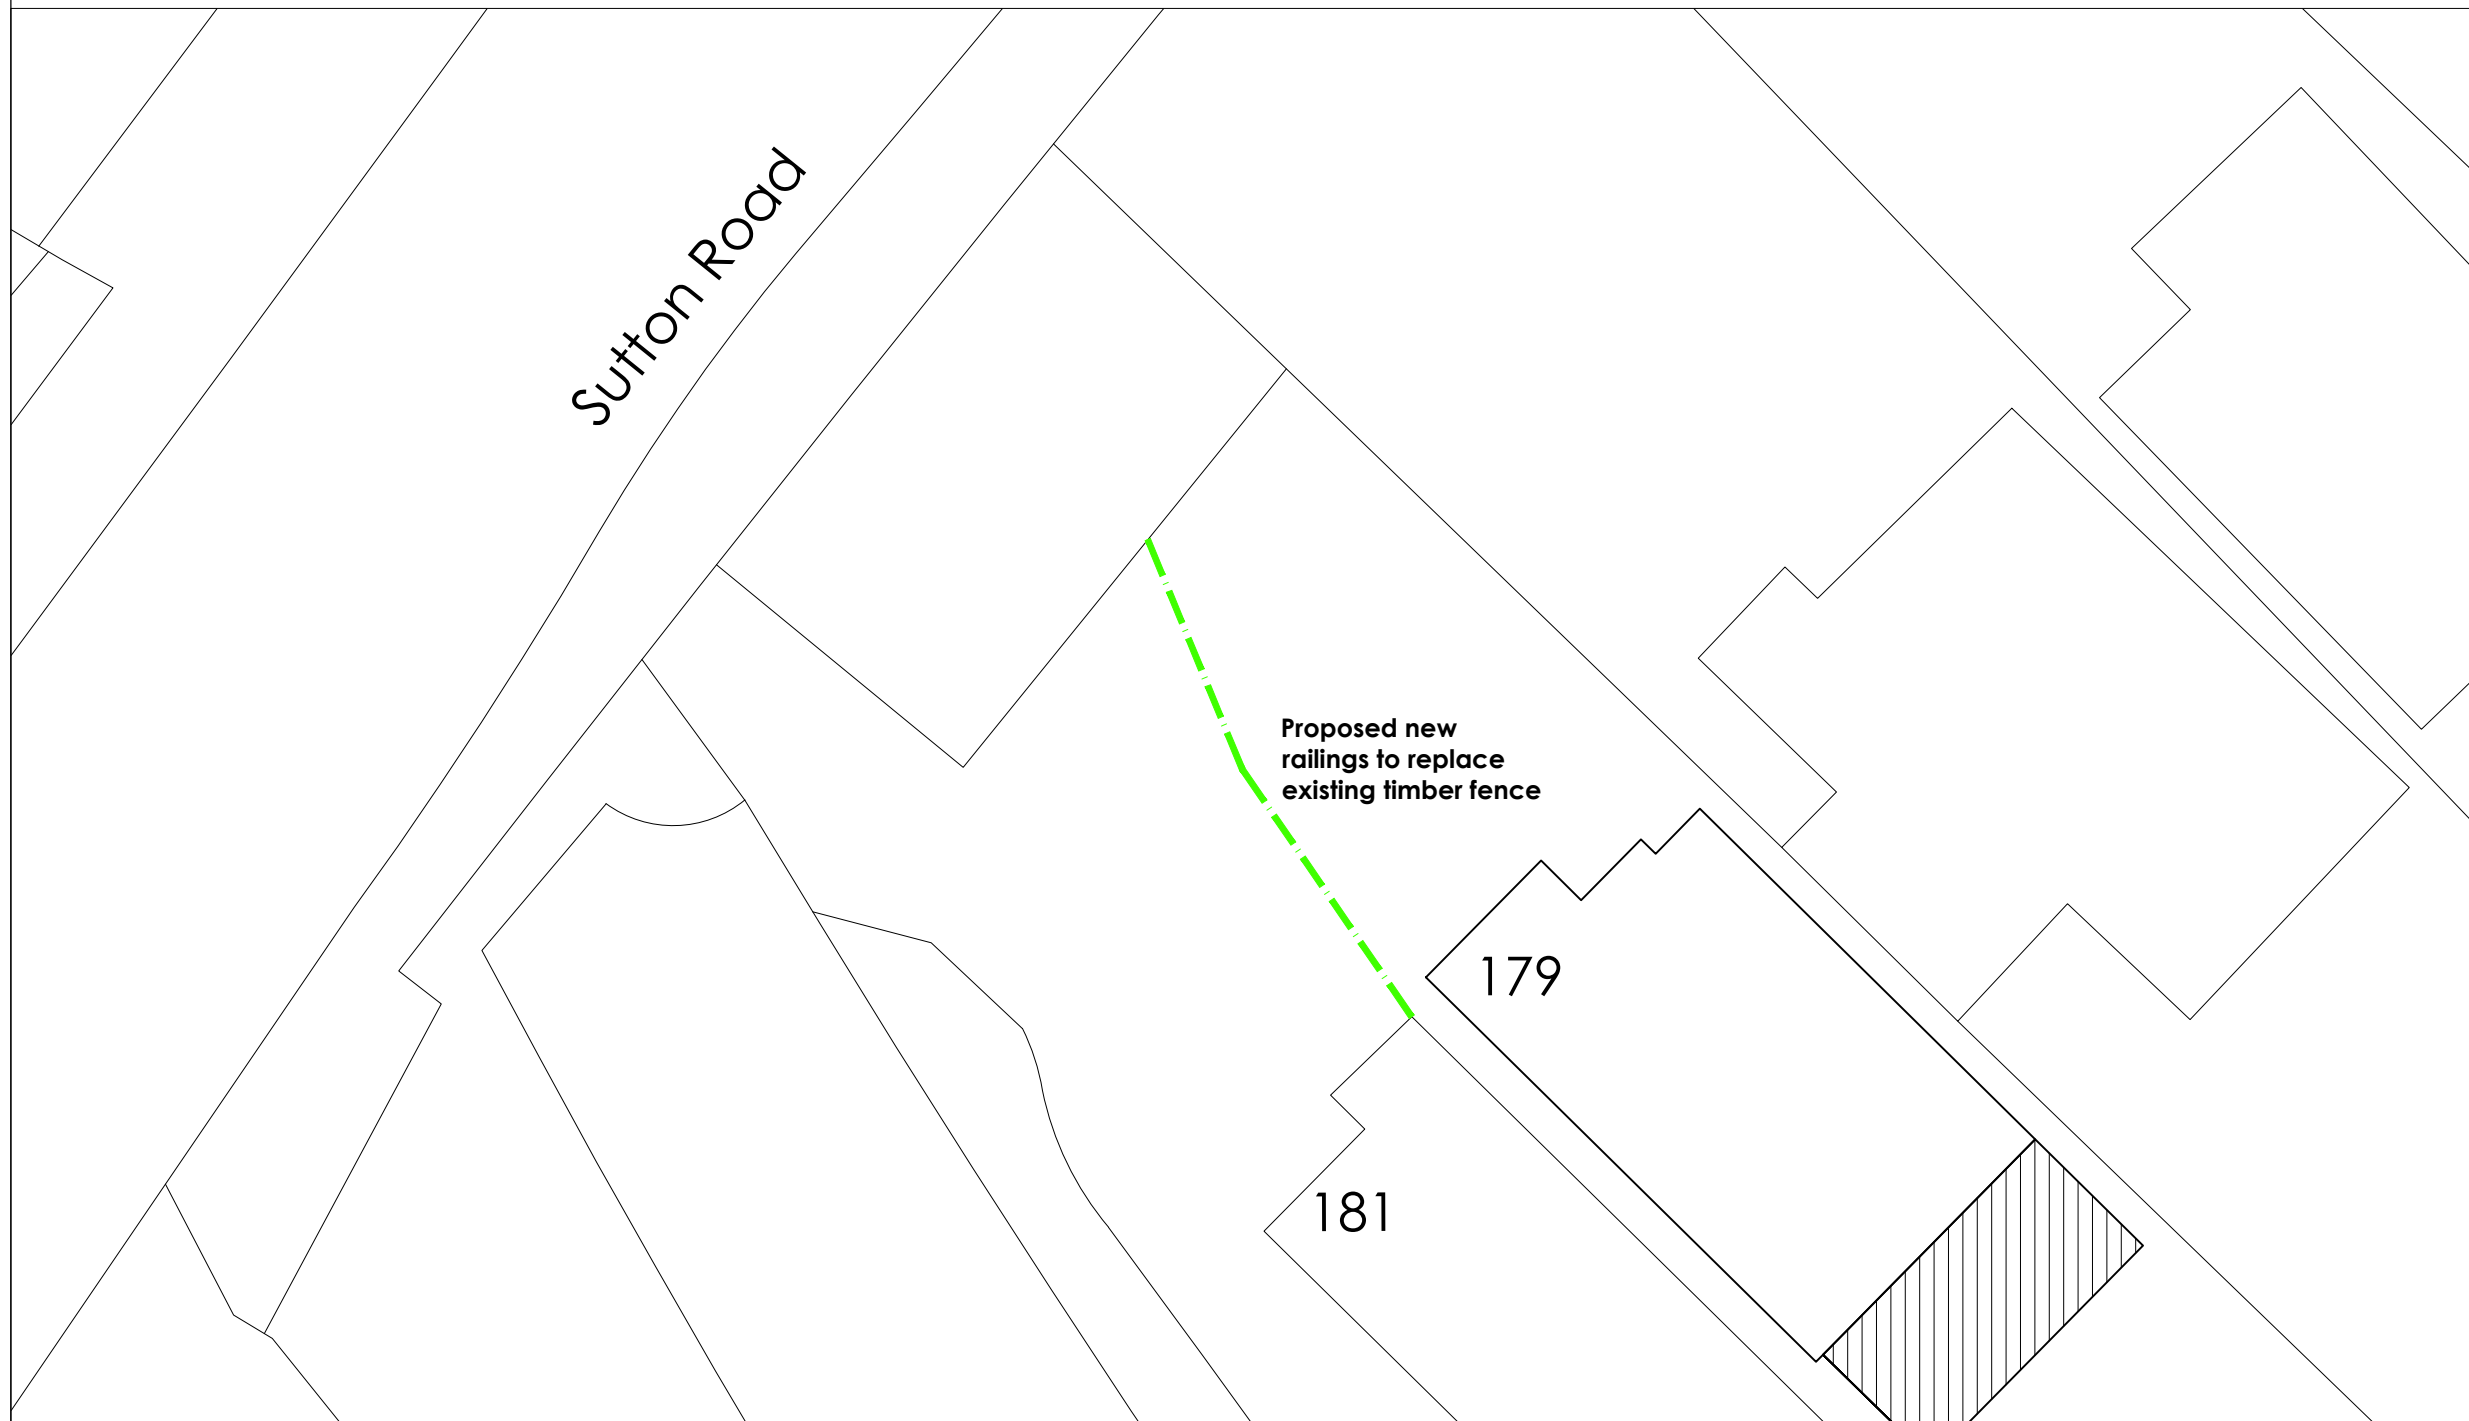 Sutton Road
Proposed new
railings to replace
existing timber fence
179
181